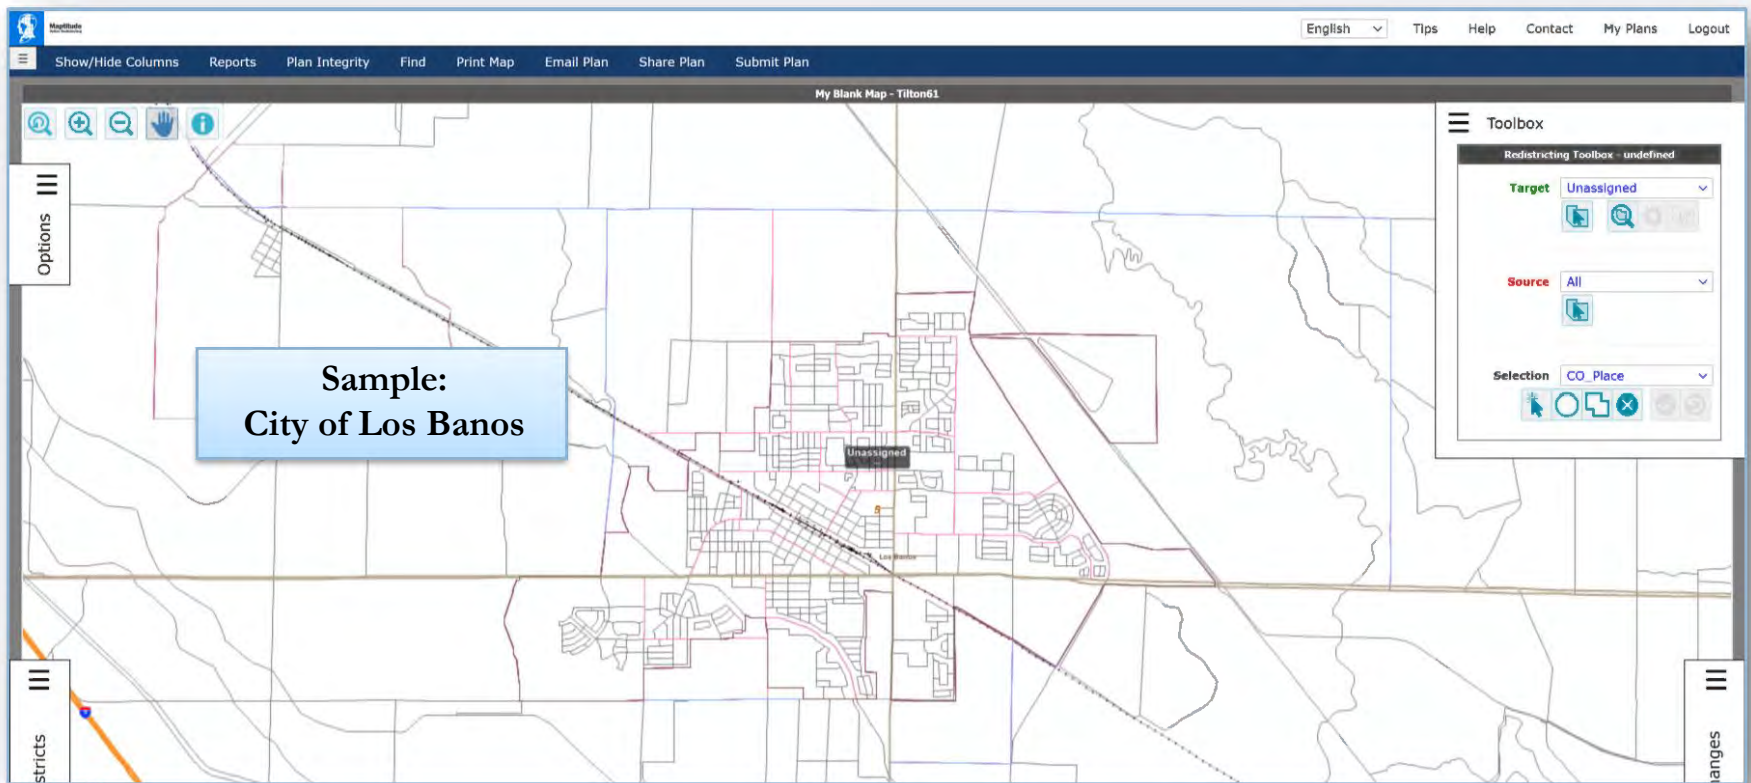 Maptitude
English
Tips
Help
Contact
My Plans
Logout
Show/Hide Columns
Reports
Plan Integrity
Find
Print Map
Email Plan
Share Plan
Submit Plan
My Blank Map - Tilton61
Toolbox
Redistricting Toolbox - undefined
Target
Unassigned
Source
All
Selection
CO_Place
Options
Sample:
City of Los Banos
Unassigned
5
Los Banos
stricts
anges